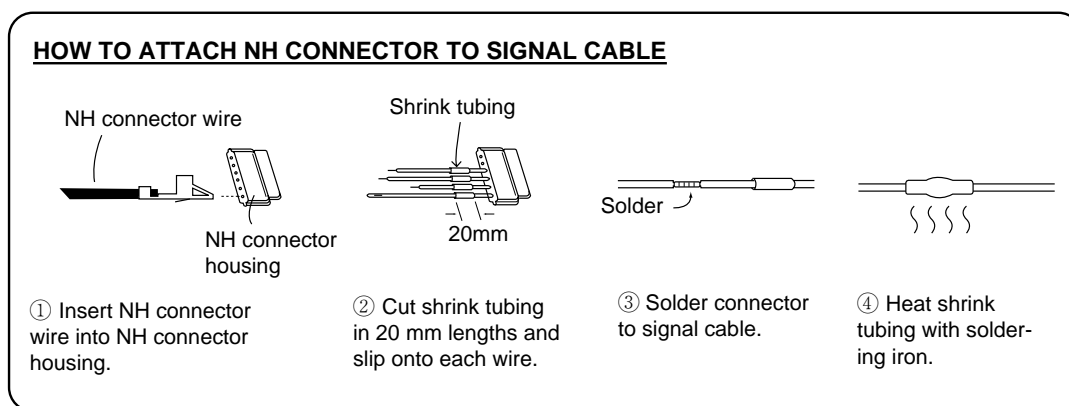 HOW TO ATTACH NH CONNECTOR TO SIGNAL CABLE
NH connector wire
NH connector
housing
① Insert NH connector
wire into NH connector
housing.
Shrink tubing
20mm
② Cut shrink tubing
in 20 mm lengths and
slip onto each wire.
Solder
③ Solder connector
to signal cable.
④ Heat shrink
tubing with solder-
ing iron.